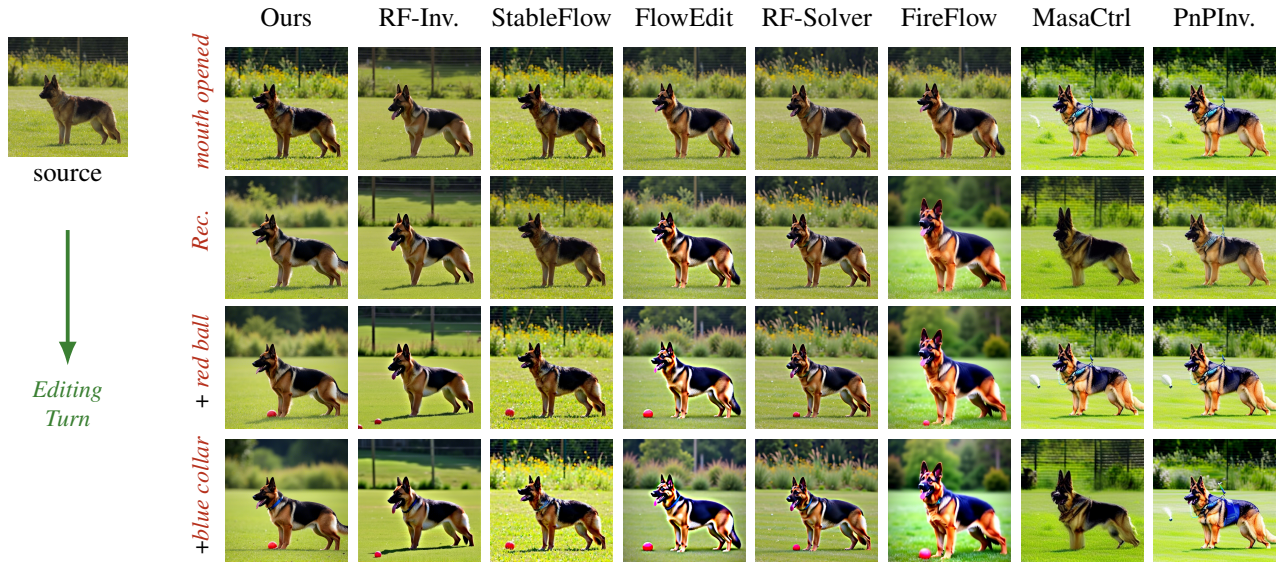 Ours RF-Inv. StableFlow FlowEdit RF-Solver FireFlow MasaCtrl PnPInv.
source
Editing
Turn
mouth opened
Rec.
+ red ball
+blue collar